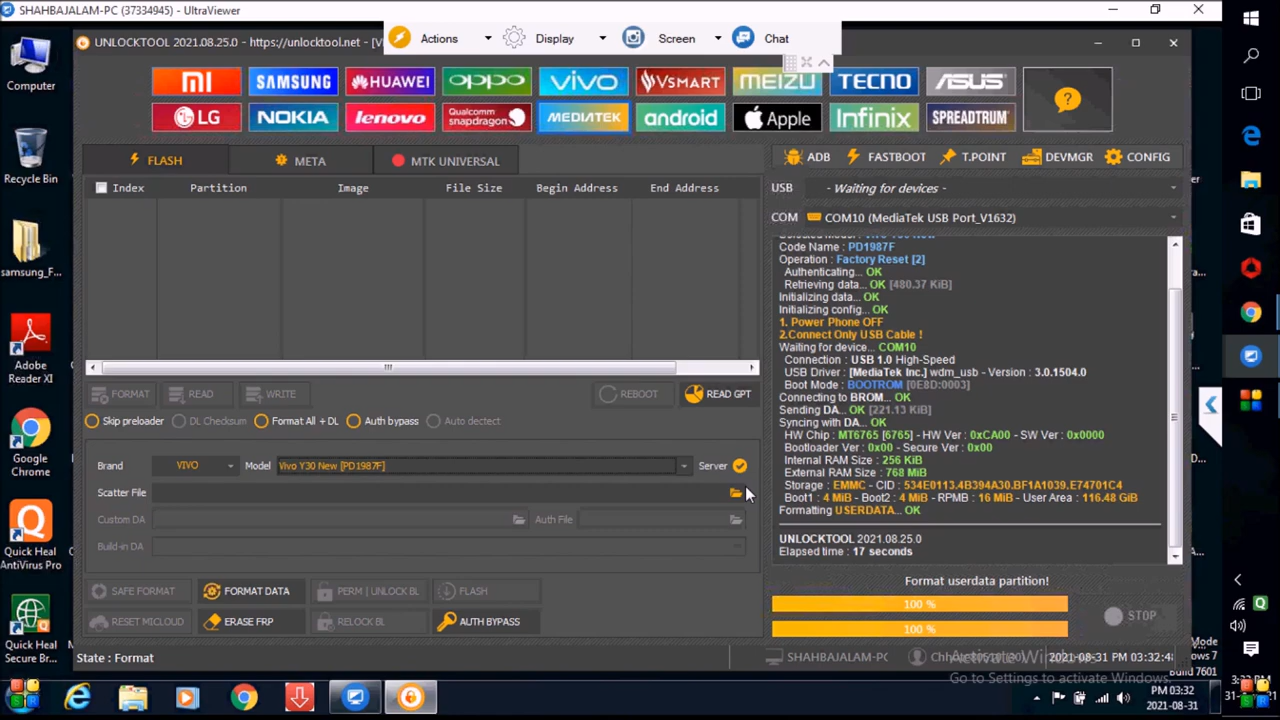 SHAHBAJALAM-PC (37334945) - UltraViewer
UNLOCKTOOL 2021.08.25.0 - https://unlocktool.net - [V
Actions
Display
Screen
Chat
Computer
Recycle Bin
samsung_F...
Adobe
Reader XI
Google
Chrome
Quick Heal
AntiVirus Pro
Quick Heal
Secure Br...
MI
SAMSUNG
HUAWEI
oppo
vivo
VSMART
MEIZU
TECNO
ASUS
?
LG
NOKIA
lenovo
Qualcomm
snapdragon
MEDIATEK
android
Apple
Infinix
SPREADTRUM
FLASH
META
MTK UNIVERSAL
ADB
FASTBOOT
T.POINT
DEVMGR
CONFIG
Index
Partition
Image
File Size
Begin Address
End Address
USB
- Waiting for devices -
COM
COM10 (MediaTek USB Port_V1632)
Code Name : PD1987F
Operation : Factory Reset [2]
Authenticating... OK
Retrieving data... OK [480.37 KiB]
Initializing data... OK
Initializing config... OK
1. Power Phone OFF
2.Connect Only USB Cable !
Waiting for device... COM10
Connection : USB 1.0 High-Speed
USB Driver : [MediaTek Inc.] wdm_usb - Version : 3.0.1504.0
Boot Mode : BOOTROM [0E8D:0003]
Connecting to BROM... OK
Sending DA... OK [221.13 KiB]
Syncing with DA... OK
HW Chip : MT6765 [6765] - HW Ver : 0xCA00 - SW Ver : 0x0000
Bootloader Ver : 0x00 - Secure Ver : 0x00
Internal RAM Size : 256 KiB
External RAM Size : 768 MiB
Storage : EMMC - CID : 534E0113.4B394A30.BF1A1039.E74701C4
Boot1 : 4 MiB - Boot2 : 4 MiB - RPMB : 16 MiB - User Area : 116.48 GiB
Formatting USERDATA... OK
UNLOCKTOOL 2021.08.25.0
Elapsed time : 17 seconds
FORMAT
READ
WRITE
REBOOT
READ GPT
Skip preloader
DL Checksum
Format All + DL
Auth bypass
Auto detect
Brand
VIVO
Model
Vivo Y30 New [PD1987F]
Server
Scatter File
Custom DA
Auth File
Build-in DA
SAFE FORMAT
FORMAT DATA
PERM | UNLOCK BL
FLASH
RESET MICLOUD
ERASE FRP
RELOCK BL
AUTH BYPASS
Format userdata partition!
100 %
100 %
STOP
State : Format
SHAHBAJALAM-PC
2021-08-31 PM 03:32:48
Activate Windows
Go to Settings to activate Windows.
Build 7601
PM 03:32
2021-08-31